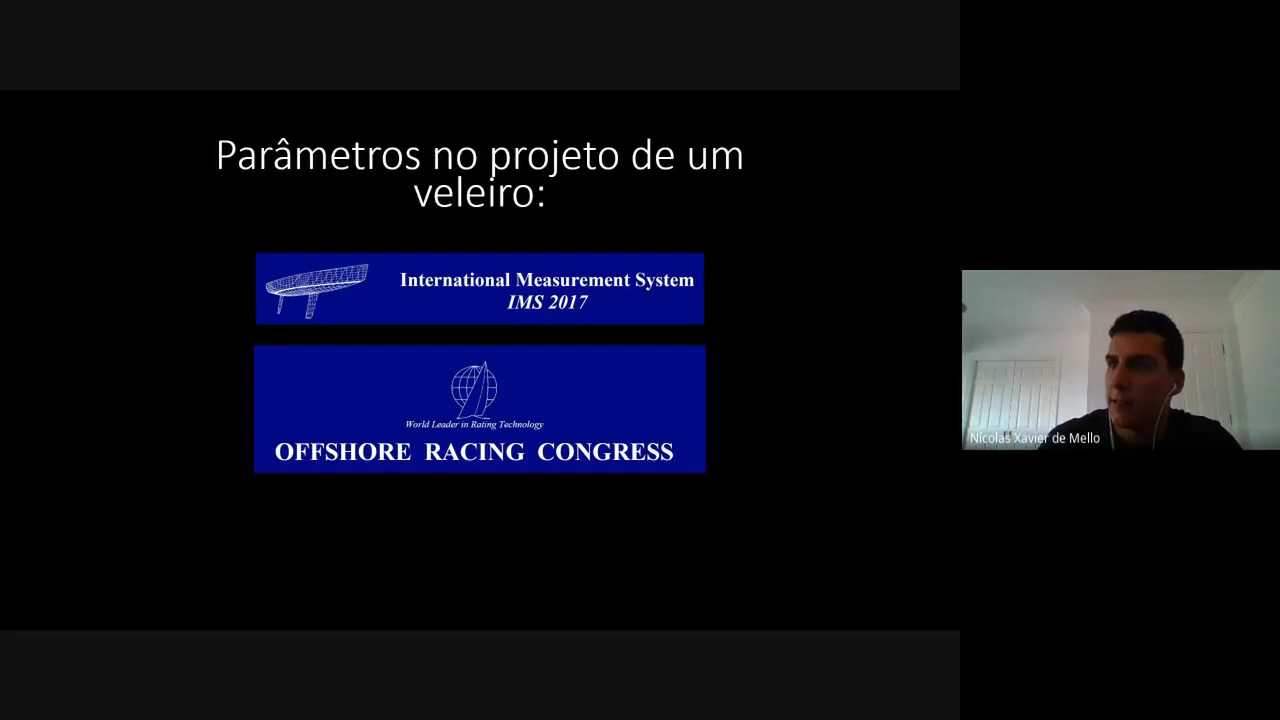 Parâmetros no projeto de um
veleiro:
International Measurement System
IMS 2017
World Leader in Rating Technology
OFFSHORE RACING CONGRESS
Nícolas Xavier de Mello